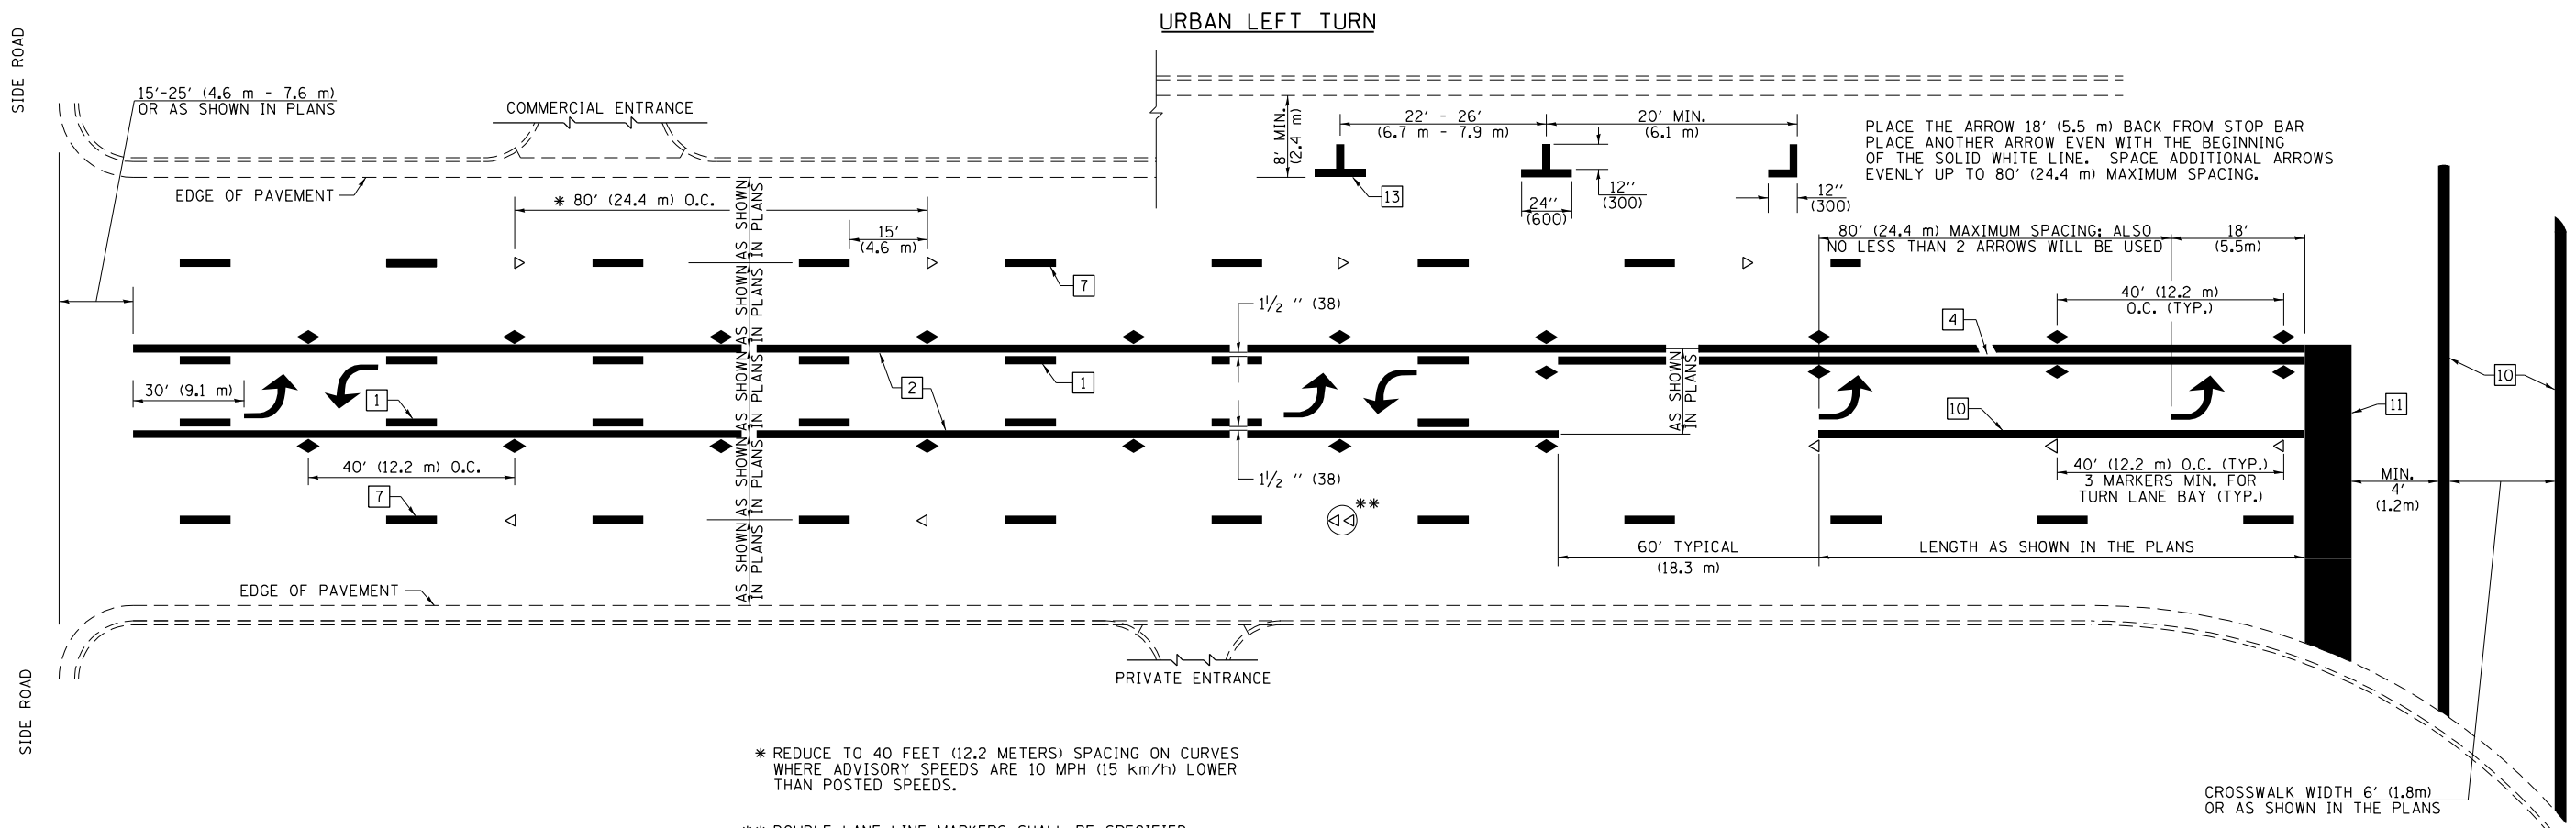 URBAN LEFT TURN
SIDE ROAD
15'-25' (4.6 m - 7.6 m)
OR AS SHOWN IN PLANS
COMMERCIAL ENTRANCE
EDGE OF PAVEMENT
* 80' (24.4 m) O.C.
15'
(4.6 m)
8' MIN.
(2.4 m)
22' - 26'
(6.7 m - 7.9 m)
20' MIN.
(6.1 m)
13
24''
(600)
12''
(300)
12''
(300)
PLACE THE ARROW 18' (5.5 m) BACK FROM STOP BAR
PLACE ANOTHER ARROW EVEN WITH THE BEGINNING
OF THE SOLID WHITE LINE. SPACE ADDITIONAL ARROWS
EVENLY UP TO 80' (24.4 m) MAXIMUM SPACING.
80' (24.4 m) MAXIMUM SPACING; ALSO
NO LESS THAN 2 ARROWS WILL BE USED
18'
(5.5m)
7
1 1/2 '' (38)
40' (12.2 m)
O.C. (TYP.)
4
AS SHOWN
IN PLANS
AS SHOWN
IN PLANS
AS SHOWN
IN PLANS
AS SHOWN
IN PLANS
AS SHOWN
IN PLANS
AS SHOWN
IN PLANS
30' (9.1 m)
1
2
1
10
11
10
40' (12.2 m) O.C.
7
1 1/2 '' (38)
**
40' (12.2 m) O.C. (TYP.)
3 MARKERS MIN. FOR
TURN LANE BAY (TYP.)
MIN.
4'
(1.2m)
60' TYPICAL
(18.3 m)
LENGTH AS SHOWN IN THE PLANS
EDGE OF PAVEMENT
PRIVATE ENTRANCE
SIDE ROAD
* REDUCE TO 40 FEET (12.2 METERS) SPACING ON CURVES
WHERE ADVISORY SPEEDS ARE 10 MPH (15 km/h) LOWER
THAN POSTED SPEEDS.
CROSSWALK WIDTH 6' (1.8m)
OR AS SHOWN IN THE PLANS
** DOUBLE LANE LINE MARKERS SHALL BE SPECIFIED